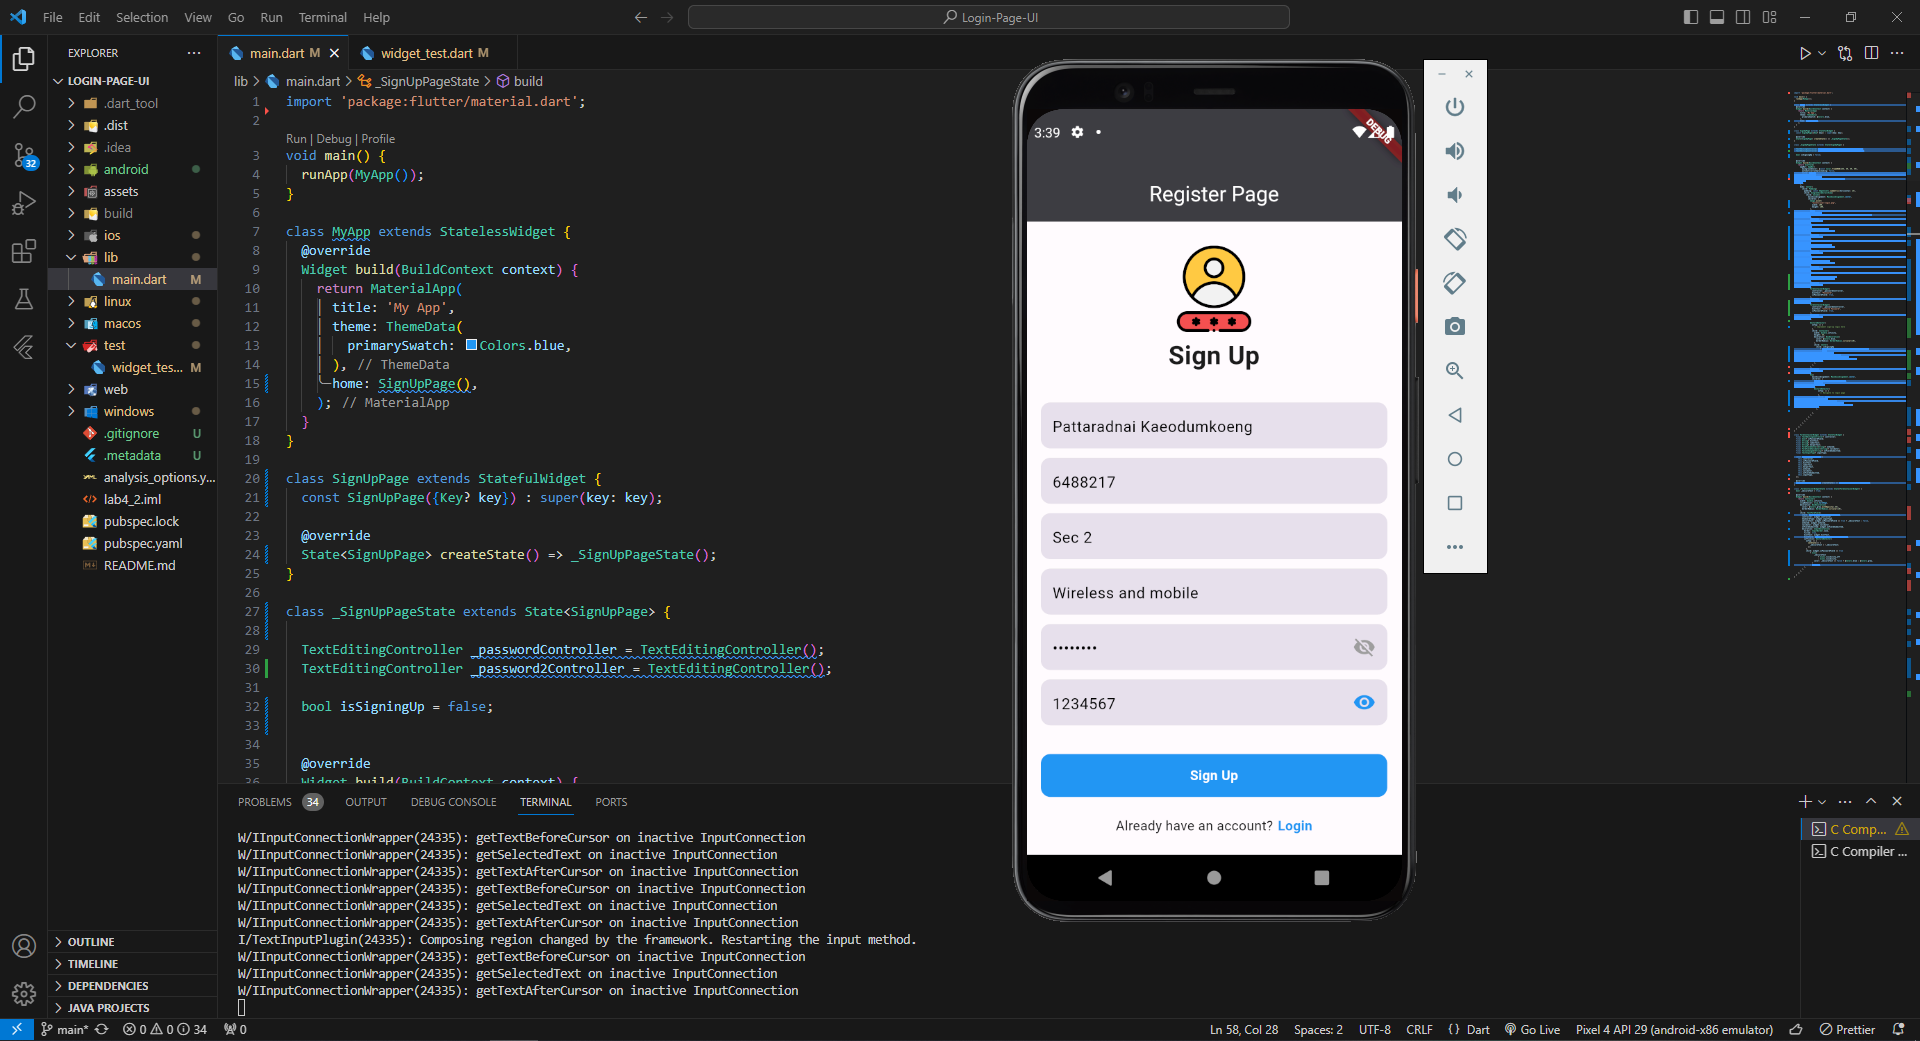 File Edit Selection View Go Run Terminal Help
Login-Page-UI
EXPLORER
LOGIN-PAGE-UI
.dart_tool
.dist
.idea
android
assets
build
ios
lib
main.dart M
linux
macos
test
widget_tes... M
web
windows
.gitignore U
.metadata U
analysis_options.y...
lab4_2.iml
pubspec.lock
pubspec.yaml
README.md
OUTLINE
TIMELINE
DEPENDENCIES
JAVA PROJECTS
main.dart M
widget_test.dart M
lib > main.dart > _SignUpPageState > build
1 import 'package:flutter/material.dart';
2
Run | Debug | Profile
3 void main() {
4 runApp(MyApp());
5 }
6
7 class MyApp extends StatelessWidget {
8 @override
9 Widget build(BuildContext context) {
10 return MaterialApp(
11 title: 'My App',
12 theme: ThemeData(
13 primarySwatch: Colors.blue,
14 ), // ThemeData
15 home: SignUpPage(),
16 ); // MaterialApp
17 }
18 }
19
20 class SignUpPage extends StatefulWidget {
21 const SignUpPage({Key? key}) : super(key: key);
22
23 @override
24 State<SignUpPage> createState() => _SignUpPageState();
25 }
26
27 class _SignUpPageState extends State<SignUpPage> {
28
29 TextEditingController _passwordController = TextEditingController();
30 TextEditingController _password2Controller = TextEditingController();
31
32 bool isSigningUp = false;
33
34
35 @override
36 Widget build(BuildContext context) {
3:39
DEBUG
Register Page
* * *
Sign Up
Pattaradnai Kaeodumkoeng
6488217
Sec 2
Wireless and mobile
••••••••
1234567
Sign Up
Already have an account? Login
PROBLEMS 34 OUTPUT DEBUG CONSOLE TERMINAL PORTS
W/IInputConnectionWrapper(24335): getTextBeforeCursor on inactive InputConnection
W/IInputConnectionWrapper(24335): getSelectedText on inactive InputConnection
W/IInputConnectionWrapper(24335): getTextAfterCursor on inactive InputConnection
W/IInputConnectionWrapper(24335): getTextBeforeCursor on inactive InputConnection
W/IInputConnectionWrapper(24335): getSelectedText on inactive InputConnection
W/IInputConnectionWrapper(24335): getTextAfterCursor on inactive InputConnection
I/TextInputPlugin(24335): Composing region changed by the framework. Restarting the input method.
W/IInputConnectionWrapper(24335): getTextBeforeCursor on inactive InputConnection
W/IInputConnectionWrapper(24335): getSelectedText on inactive InputConnection
W/IInputConnectionWrapper(24335): getTextAfterCursor on inactive InputConnection
C Comp...
C Compiler ...
32
main* 0 0 34 0
Ln 58, Col 28 Spaces: 2 UTF-8 CRLF {} Dart Go Live Pixel 4 API 29 (android-x86 emulator) Prettier